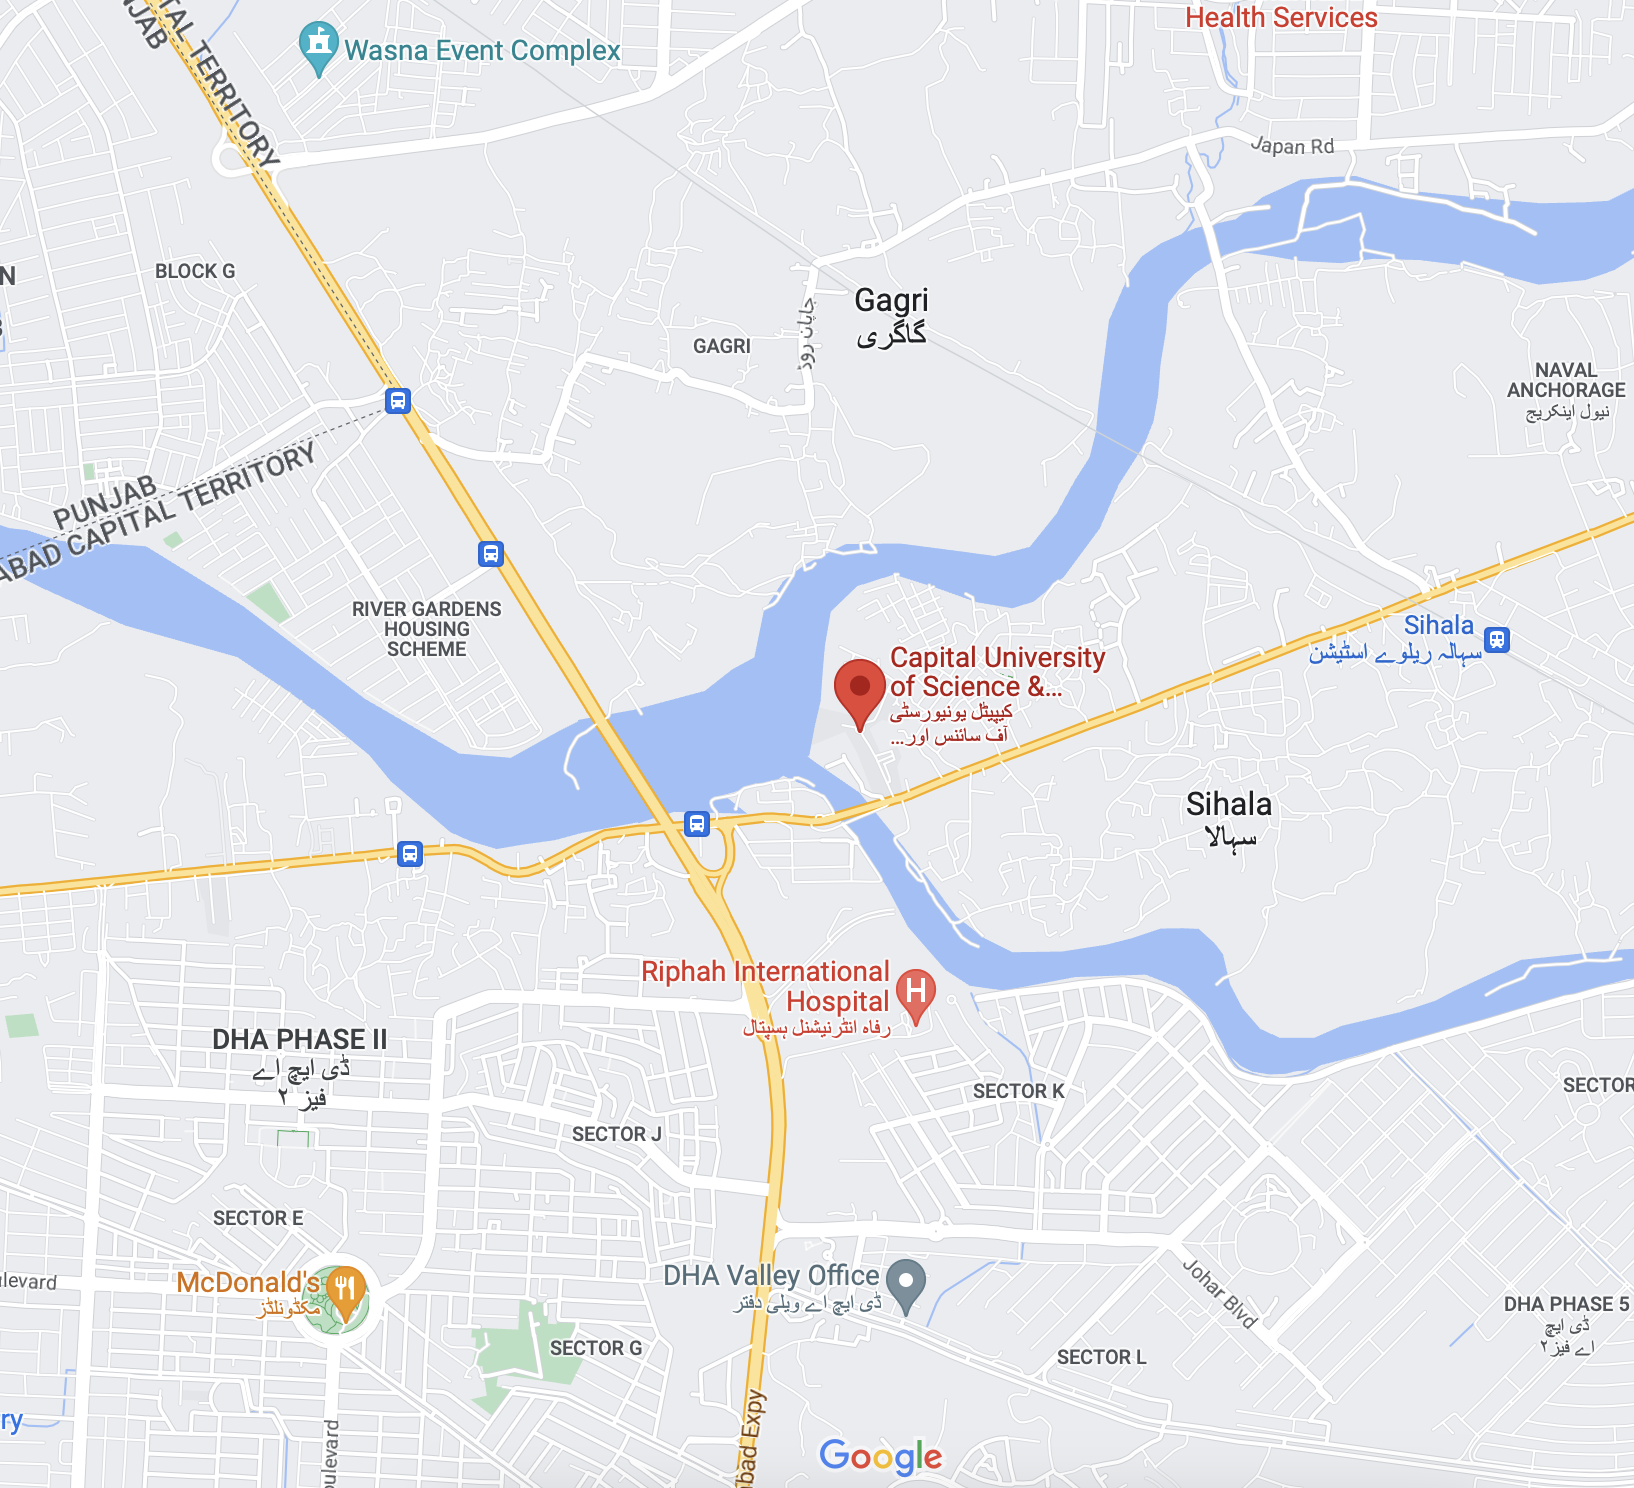 Health Services
Wasna Event Complex
TAL TERRITORY
NJAB
Japan Rd
BLOCK G
N
Gagri
گاگری
GAGRI
جاپان روڈ
NAVAL
ANCHORAGE
نیول اینکریج
PUNJAB
ABAD CAPITAL TERRITORY
RIVER GARDENS
HOUSING
SCHEME
Sihala
سہالہ ریلوے اسٹیشن
Capital University
of Science &...
کیپیٹل یونیورسٹی
آف سائنس اور...
Sihala
سہالا
Riphah International
Hospital
رفاہ انٹرنیشنل ہسپتال
H
DHA PHASE II
ڈی ایچ اے
فیز ۲
SECTOR K
SECTOR
SECTOR J
SECTOR E
McDonald's
مکڈونلڈز
ulevard
DHA Valley Office
ڈی ایچ اے ویلی دفتر
Johar Blvd
DHA PHASE 5
ڈی ایچ
اے فیز۲
SECTOR G
SECTOR L
ry
oulevard
bad Expy
Google